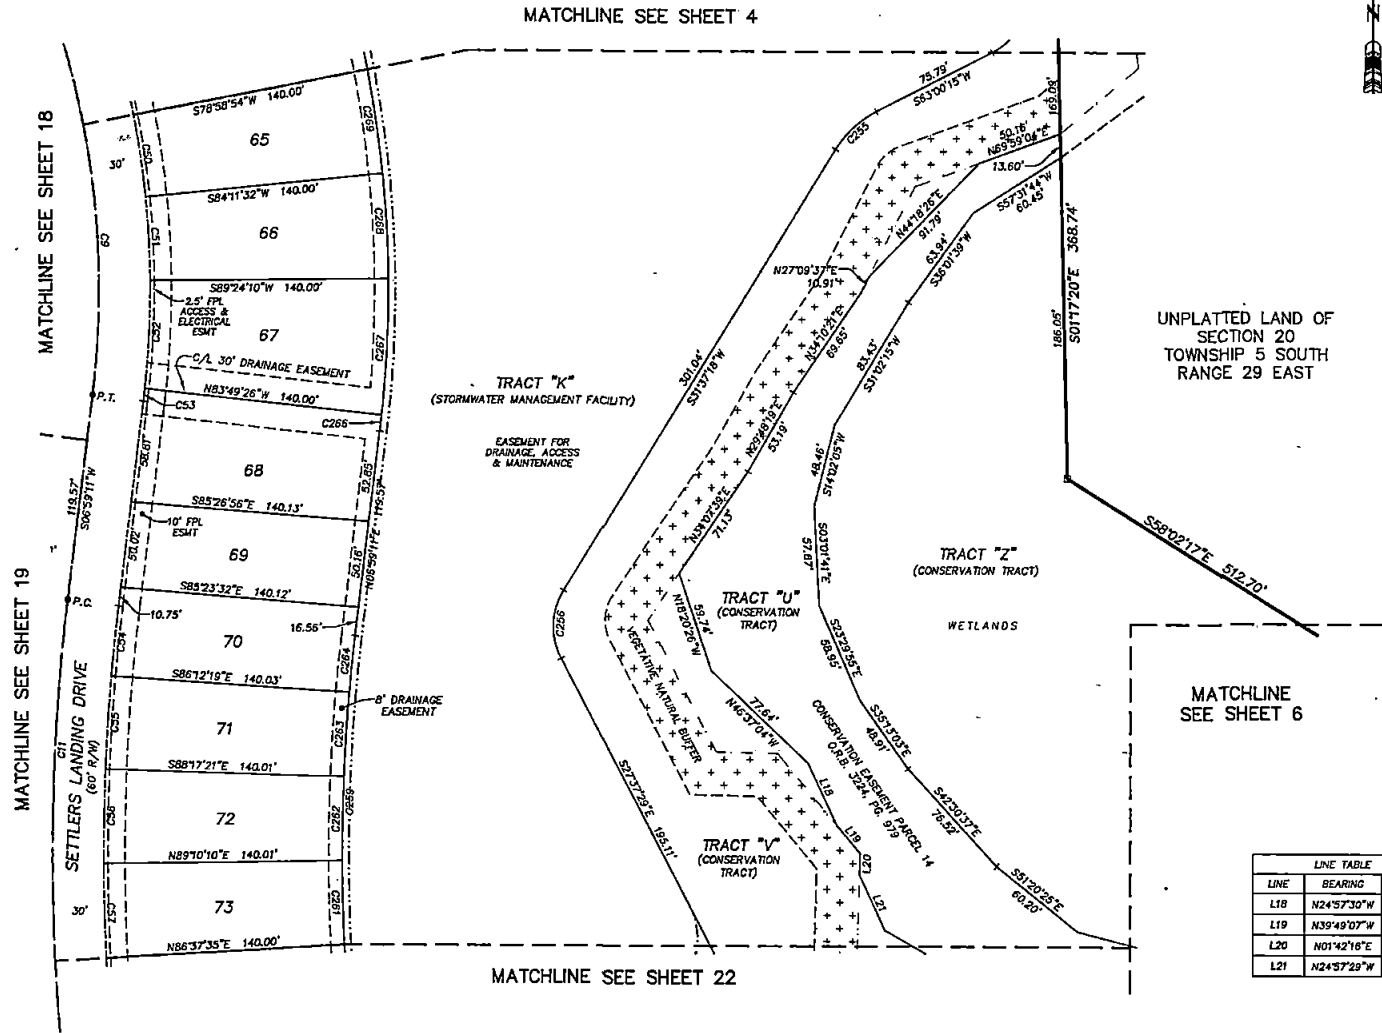 MATCHLINE SEE SHEET 4
N
MATCHLINE SEE SHEET 18
MATCHLINE SEE SHEET 19
S78°58'54"W 140.00'
65
30'
C50
C269
S84°11'32"W 140.00'
66
C9
C51
C268
S89°24'10"W 140.00'
2.5' FPL
ACCESS &
ELECTRICAL
ESMT
67
C52
C267
C/L 30' DRAINAGE EASEMENT
N83°49'26"W 140.00'
P.T.
C53
C266
58.61'
68
52.85'
119.57'
S06°59'11"W
119.57'
N06°59'11"E
S85°26'56"E 140.13'
10' FPL
ESMT
1'
50.02'
69
50.16'
P.C.
S85°23'32"E 140.12'
10.75'
16.56'
C54
70
C264
S86°12'19"E 140.03'
8' DRAINAGE
EASEMENT
C11
SETTLERS LANDING DRIVE
(60' R/W)
C55
71
C263
S88°17'21"E 140.01'
C56
72
C262
C259
N89°10'10"E 140.01'
30'
C57
73
C261
N86°37'35"E 140.00'
TRACT "K"
(STORMWATER MANAGEMENT FACILITY)
EASEMENT FOR
DRAINAGE, ACCESS
& MAINTENANCE
75.79'
S63°00'15"W
C255
301.04'
S31°37'18"W
C256
S27°37'29"E 195.11'
169.09'
50.16'
N69°59'04"E
13.60'
S57°31'44"W
60.45'
N44°18'26"E
91.79'
63.94'
S36°01'39"W
N27°09'37"E
10.91'
N34°10'21"E
69.65'
83.43'
S31°02'15"W
N29°48'19"E
53.19'
48.46'
S14°02'05"W
N34°07'39"E
71.13'
S03°01'41"E
57.87'
186.05'
S01°17'20"E 368.74'
UNPLATTED LAND OF
SECTION 20
TOWNSHIP 5 SOUTH
RANGE 29 EAST
S58°02'17"E 512.70'
TRACT "Z"
(CONSERVATION TRACT)
WETLANDS
TRACT "U"
(CONSERVATION
TRACT)
59.74'
N18°20'26"W
S23°29'55"E
58.95'
VEGETATIVE NATURAL BUFFER
77.64'
N46°37'04"W
S35°13'03"E
48.91'
CONSERVATION EASEMENT PARCEL 14
O.R.B. 3224, PG. 979
L18
L19
L20
L21
S42°30'37"E
76.52'
S51°20'25"E
60.20'
TRACT "V"
(CONSERVATION
TRACT)
MATCHLINE
SEE SHEET 6
MATCHLINE SEE SHEET 22
LINE TABLE
LINE BEARING
L18 N24°57'30"W
L19 N39°49'07"W
L20 N01°42'16"E
L21 N24°57'29"W